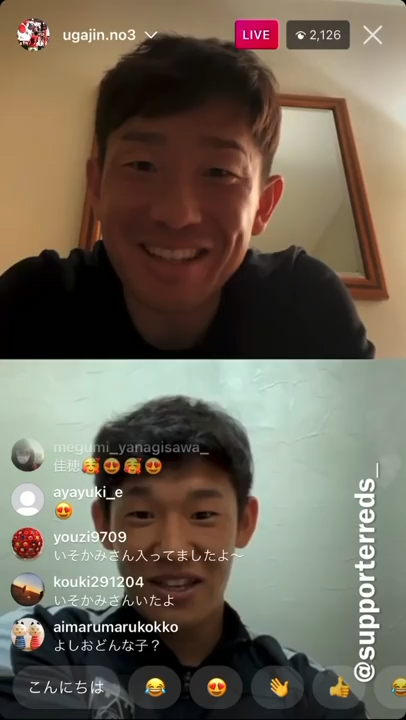 ugajin.no3
LIVE
2,126
megumi_yanagisawa_
佳穂🥰😍🥰😍
ayayuki_e
😍
youzi9709
いそかみさん入ってましたよ〜
kouki291204
いそかみさんいたよ
aimarumarukokko
よしおどんな子？
こんにちは
@supporterreds_